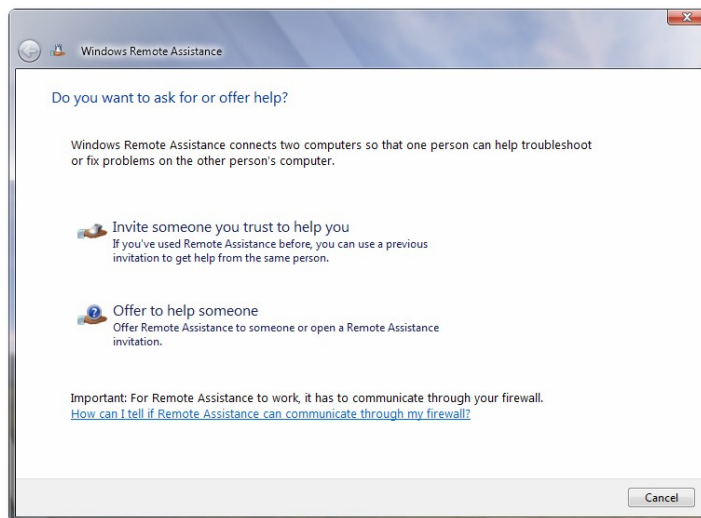 Windows Remote Assistance
Do you want to ask for or offer help?
Windows Remote Assistance connects two computers so that one person can help troubleshoot
or fix problems on the other person's computer.
Invite someone you trust to help you
If you've used Remote Assistance before, you can use a previous
invitation to get help from the same person.
Offer to help someone
Offer Remote Assistance to someone or open a Remote Assistance
invitation.
Important: For Remote Assistance to work, it has to communicate through your firewall.
How can I tell if Remote Assistance can communicate through my firewall?
Cancel